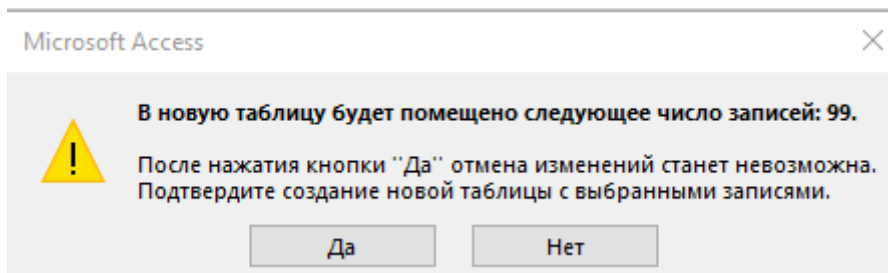 Microsoft Access
В новую таблицу будет помещено следующее число записей: 99.
После нажатия кнопки "Да" отмена изменений станет невозможна.
Подтвердите создание новой таблицы с выбранными записями.
Да
Нет